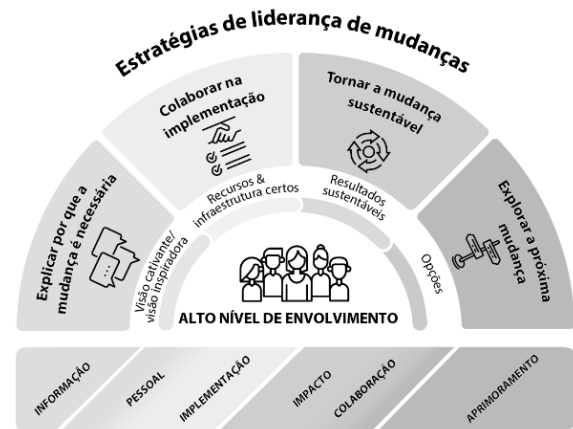 Estratégias de liderança de mudanças
Explicar por que a
mudança é necessária
Colaborar na
implementação
Tornar a mudança
sustentável
Explorar a próxima
mudança
Visão cativante/
visão inspiradora
Recursos &
infraestrutura certos
Resultados
sustentáveis
Opções
ALTO NÍVEL DE ENVOLVIMENTO
INFORMAÇÃO
PESSOAL
IMPLEMENTAÇÃO
IMPACTO
COLABORAÇÃO
APRIMORAMENTO